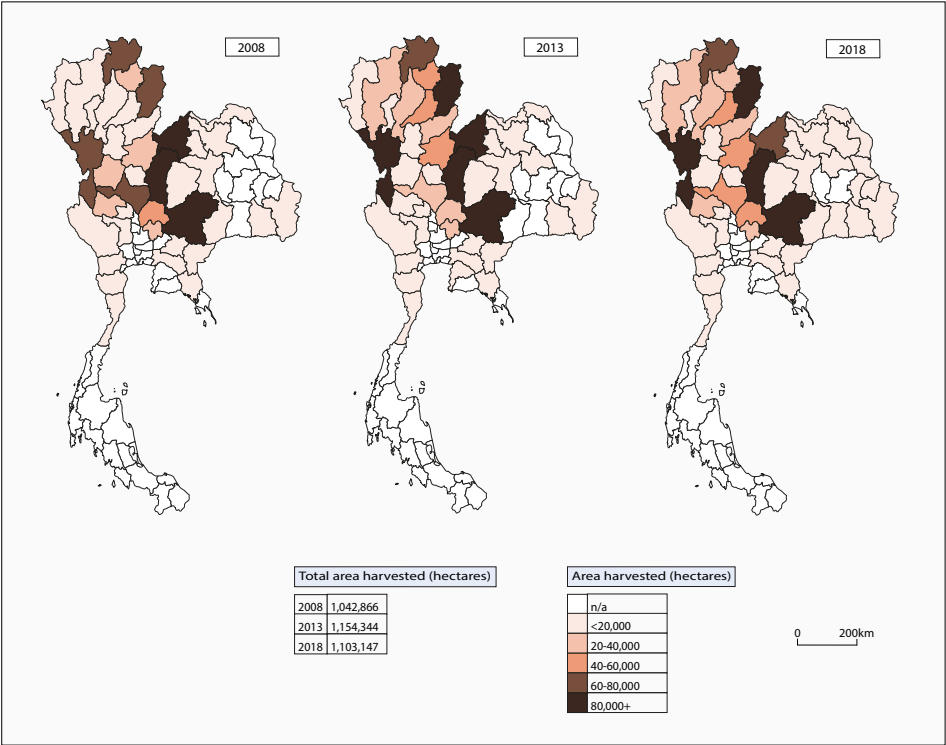 2008
2013
2018
Total area harvested (hectares)
2008 1,042,866
2013 1,154,344
2018 1,103,147
Area harvested (hectares)
n/a
<20,000
20-40,000
40-60,000
60-80,000
80,000+
0 200km